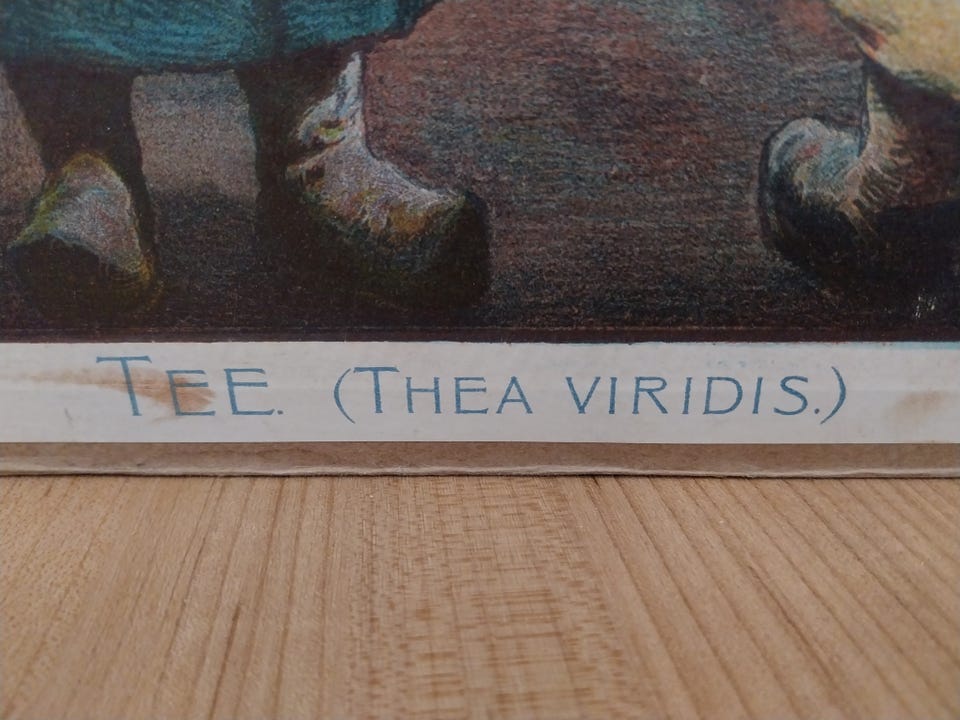 TEE. (THEA VIRIDIS.)